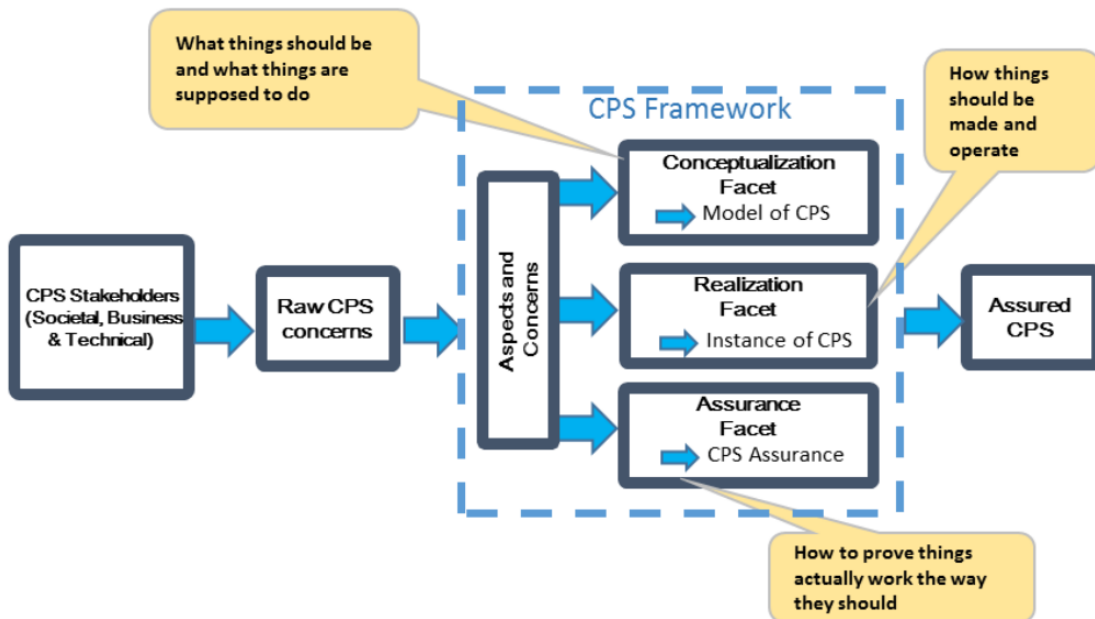 What things should be
and what things are
supposed to do
How things
should be
made and
operate
CPS Framework
Conceptualization
Facet
Model of CPS
CPS Stakeholders
(Societal, Business
& Technical)
Raw CPS
concerns
Aspects and
Concerns
Realization
Facet
Instance of CPS
Assured
CPS
Assurance
Facet
CPS Assurance
How to prove things
actually work the way
they should